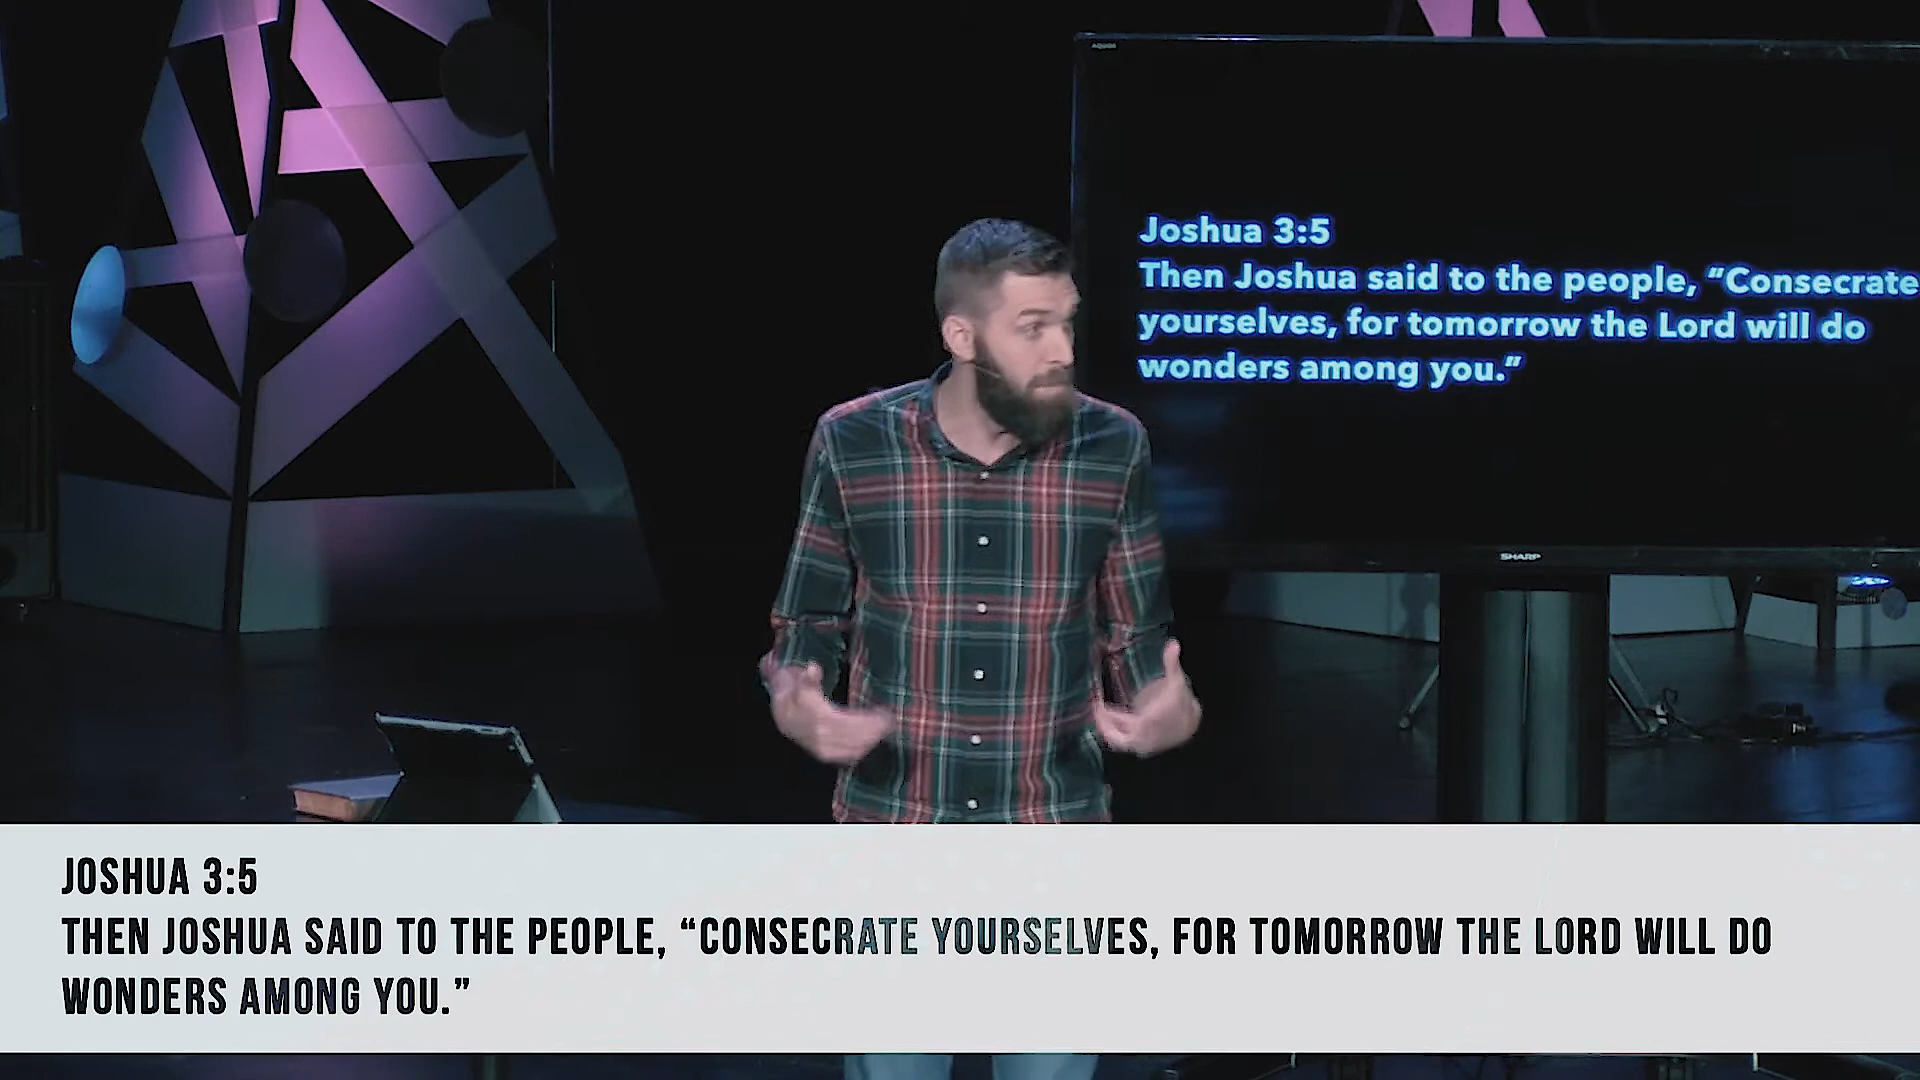 AQUOS
Joshua 3:5
Then Joshua said to the people, “Consecrate
yourselves, for tomorrow the Lord will do
wonders among you.”
SHARP
JOSHUA 3:5
THEN JOSHUA SAID TO THE PEOPLE, “CONSECRATE YOURSELVES, FOR TOMORROW THE LORD WILL DO
WONDERS AMONG YOU.”